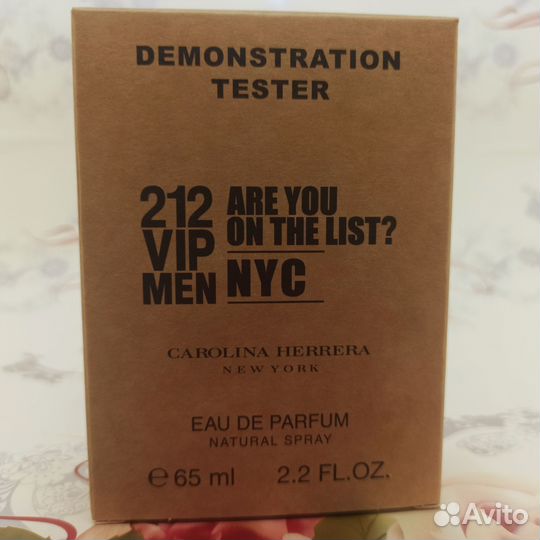 DEMONSTRATION
TESTER
212
VIP
MEN
ARE YOU
ON THE LIST?
NYC
CAROLINA HERRERA
NEW YORK
EAU DE PARFUM
NATURAL SPRAY
℮ 65 ml 2.2 FL.OZ.
Avito